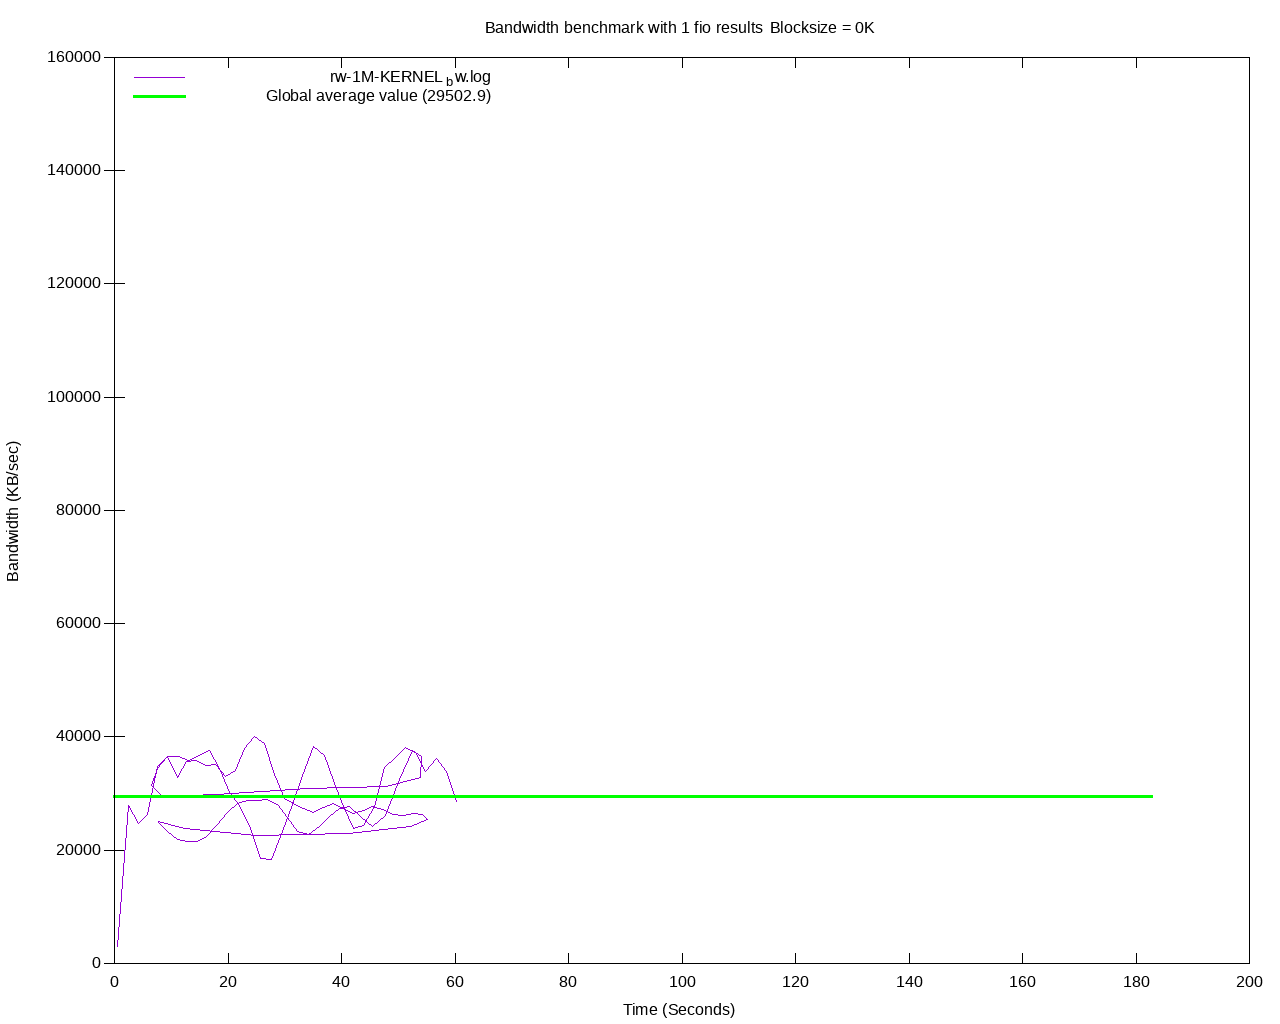 Bandwidth benchmark with 1 fio results Blocksize = 0K
160000
140000
120000
100000
80000
60000
40000
20000
0
rw-1M-KERNELbw.log
Global average value (29502.9)
Bandwidth (KB/sec)
0 20 40 60 80 100 120 140 160 180 200
Time (Seconds)